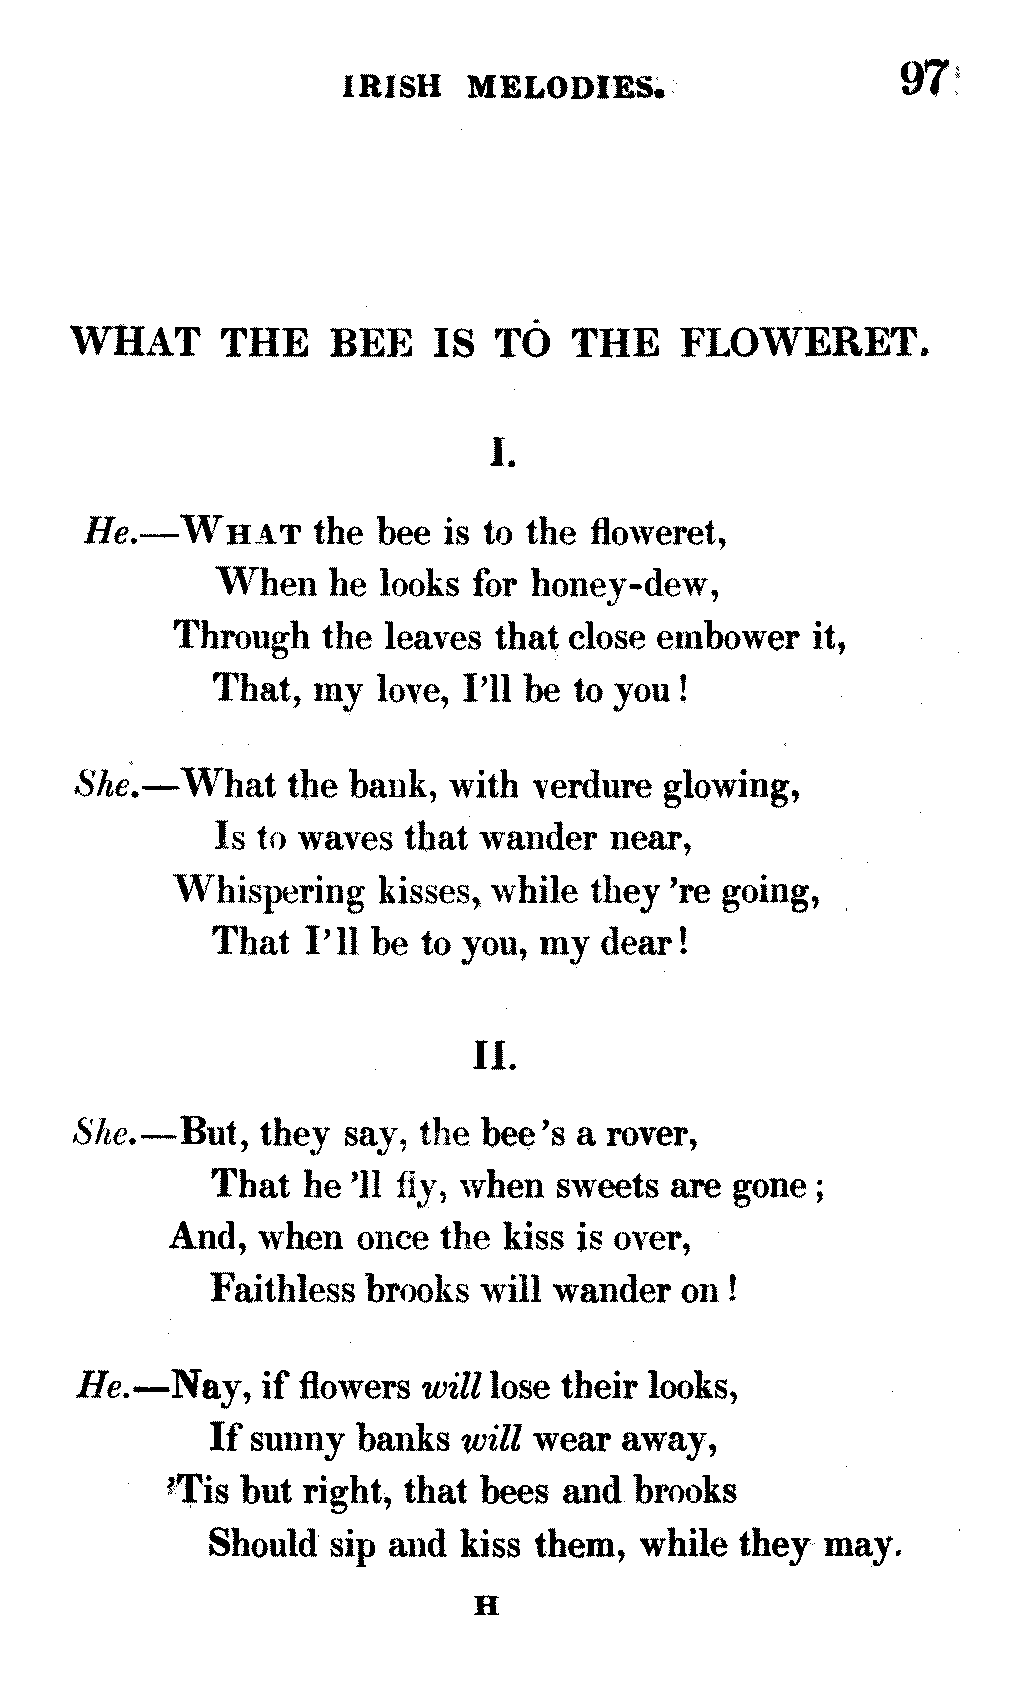 IRISH MELODIES. 97
WHAT THE BEE IS TO THE FLOWERET.
I.
He.—WHAT the bee is to the floweret,
When he looks for honey-dew,
Through the leaves that close embower it,
That, my love, I'll be to you!
She.—What the bank, with verdure glowing,
Is to waves that wander near,
Whispering kisses, while they 're going,
That I'll be to you, my dear!
II.
She.—But, they say, the bee's a rover,
That he 'll fly, when sweets are gone;
And, when once the kiss is over,
Faithless brooks will wander on!
He.—Nay, if flowers will lose their looks,
If sunny banks will wear away,
'Tis but right, that bees and brooks
Should sip and kiss them, while they may.
H